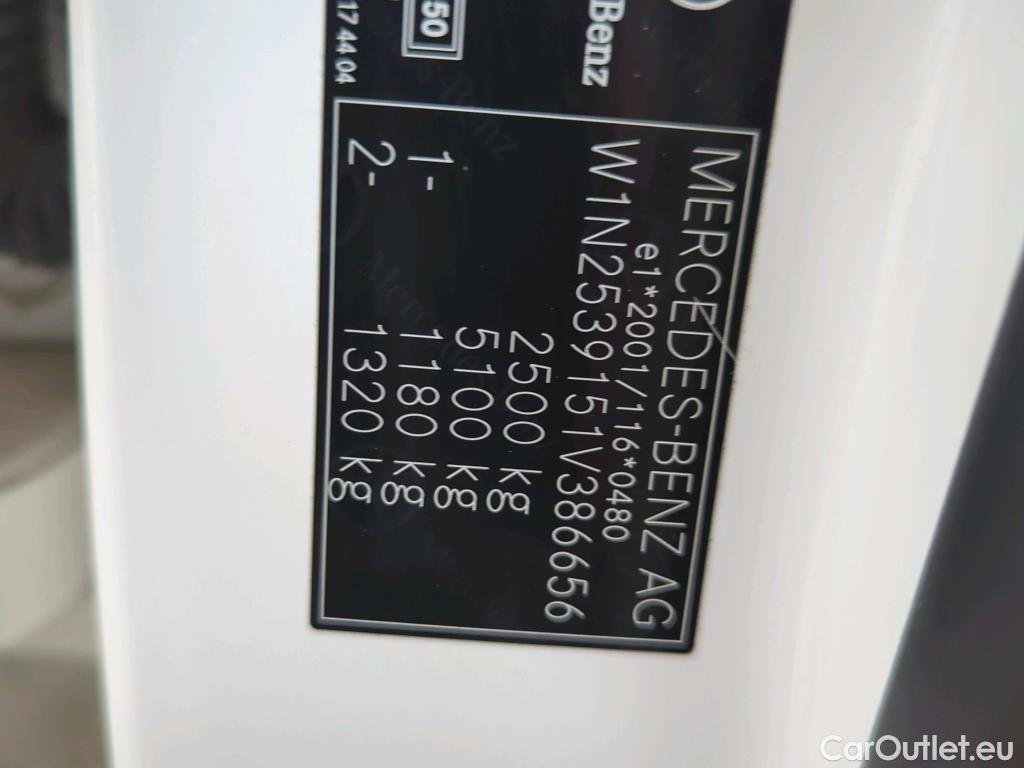 Benz
50
17 44 04
MERCEDES-BENZ AG
e1*2001/116*0480
W1N2539151V386656
2500 kg
5100 kg
1- 1180 kg
2- 1320 kg
CarOutlet.eu